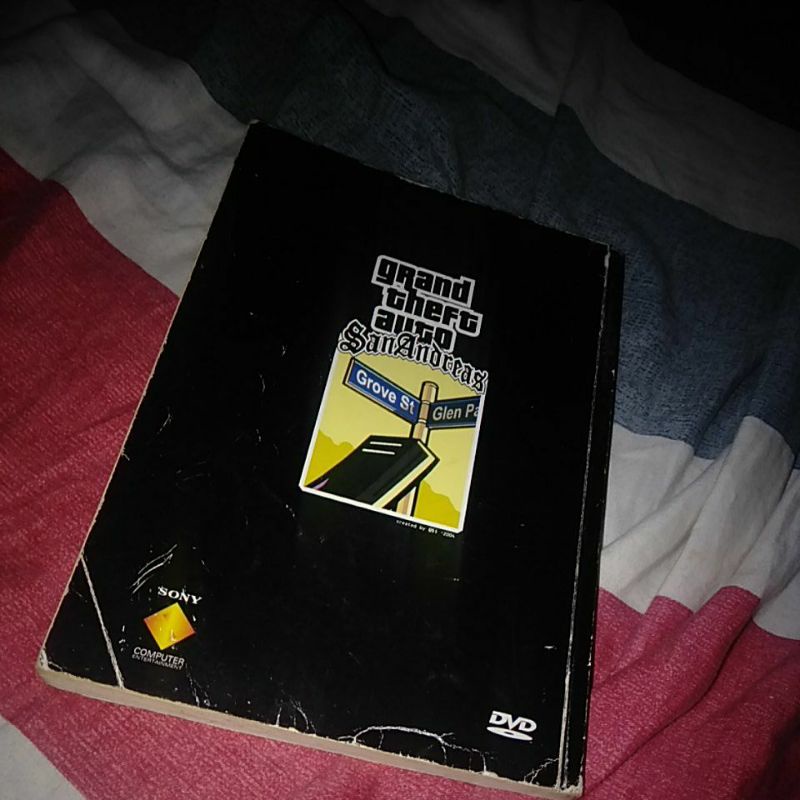 grand
theft
auto
San Andreas
Grove St
Glen Pa
SONY
COMPUTER
ENTERTAINMENT
DVD